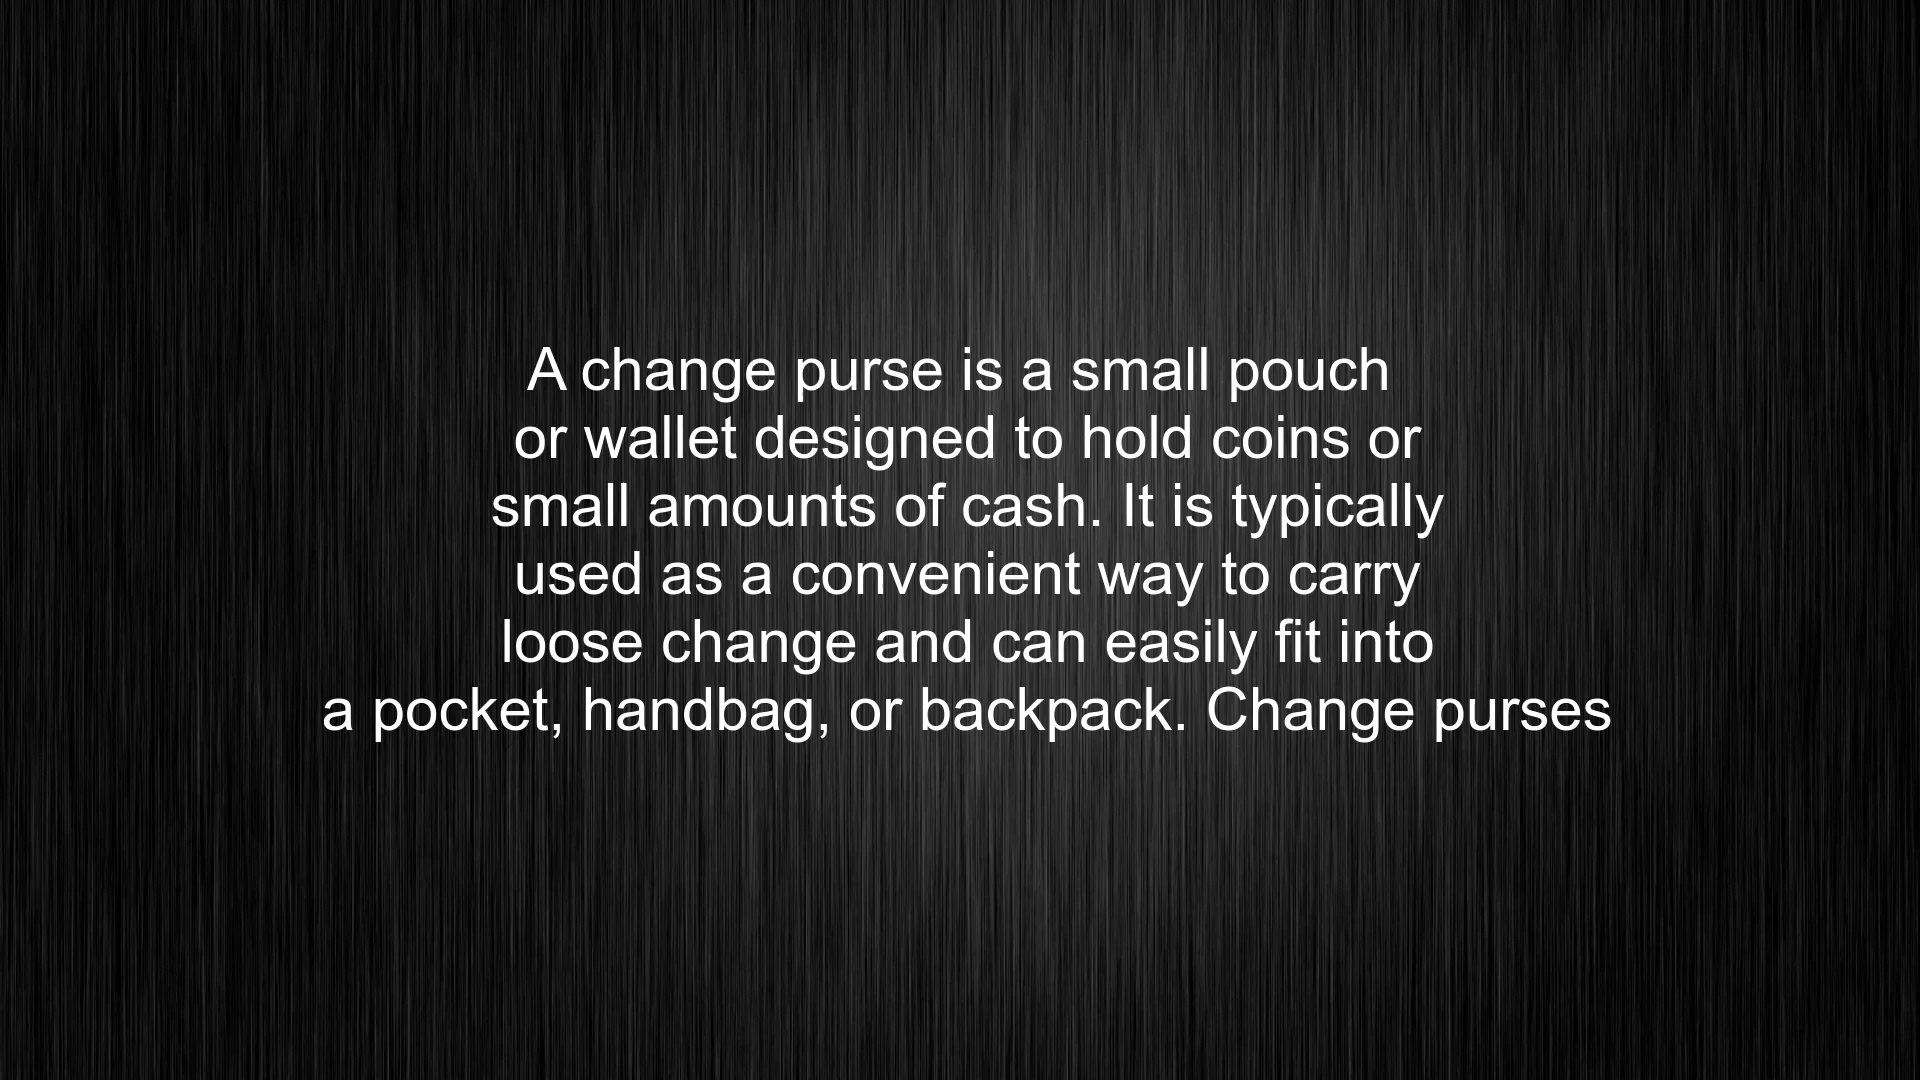 A change purse is a small pouch
or wallet designed to hold coins or
small amounts of cash. It is typically
used as a convenient way to carry
loose change and can easily fit into
a pocket, handbag, or backpack. Change purses